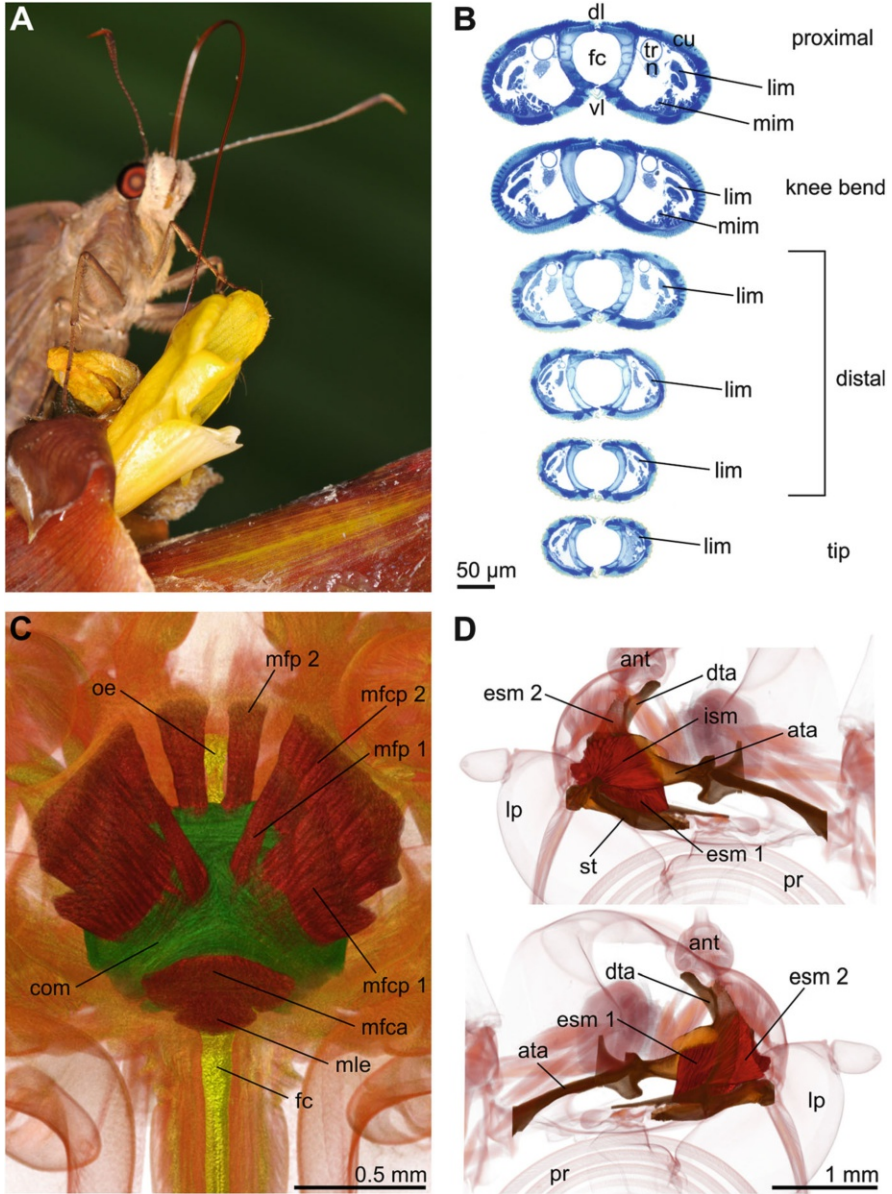 A
B
dl
fc
tr
n
cu
vl
lim
mim
proximal
lim
mim
knee bend
lim
lim
lim
distal
lim
tip
50 µm
C
oe
mfp 2
mfcp 2
mfp 1
com
mfcp 1
mfca
mle
fc
0.5 mm
D
ant
esm 2
dta
ism
ata
lp
st
esm 1
pr
ant
dta
esm 2
esm 1
ata
lp
pr
1 mm